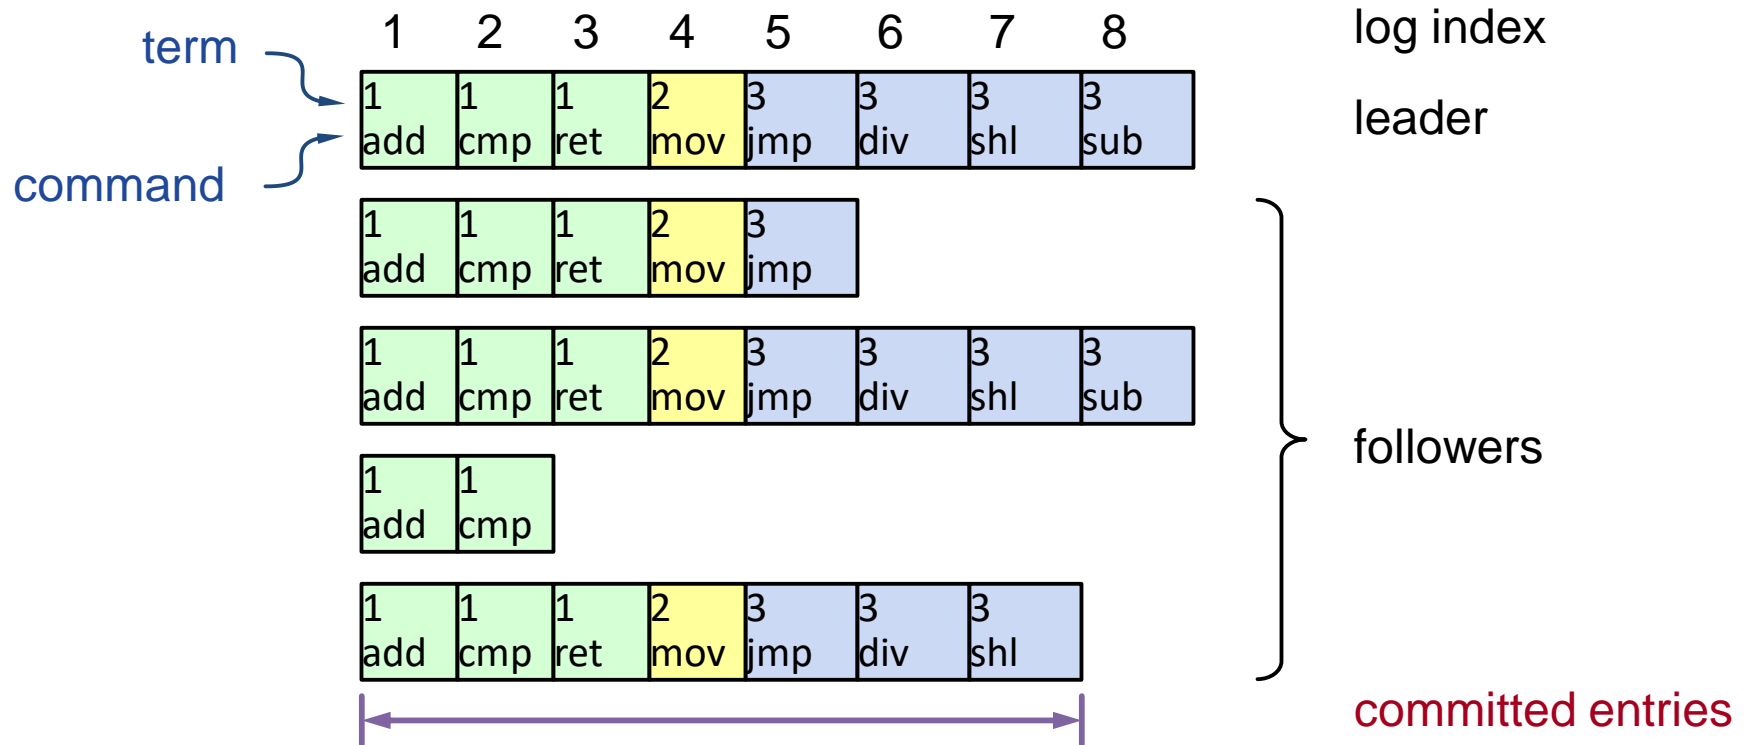 1 2 3 4 5 6 7 8 log index
term
1 1 1 2 3 3 3 3
add cmp ret mov jmp div shl sub
leader
command
1 1 1 2 3
add cmp ret mov jmp
1 1 1 2 3 3 3 3
add cmp ret mov jmp div shl sub
followers
1 1
add cmp
1 1 1 2 3 3 3
add cmp ret mov jmp div shl
committed entries